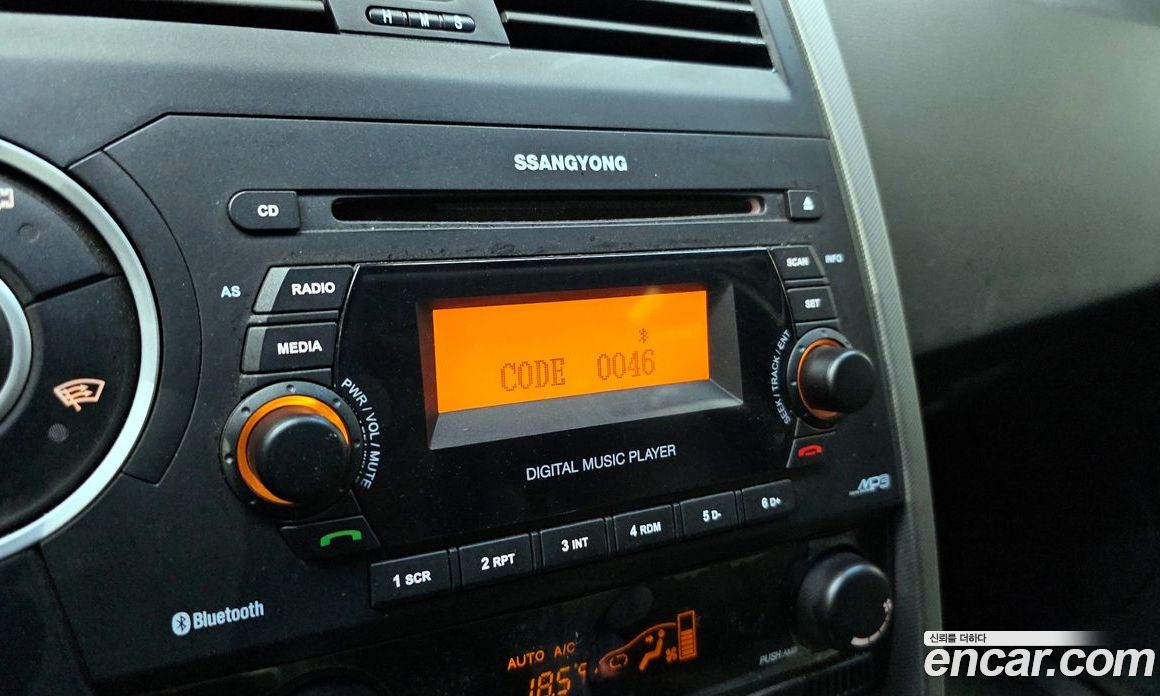 H M S
SSANGYONG
CD
AS
RADIO
SCAN
INFO
SET
MEDIA
CODE 0046
PWR / VOL / MUTE
SEEK / TRACK / ENT
DIGITAL MUSIC PLAYER
MP3
1 SCR
2 RPT
3 INT
4 RDM
5 D-
6 D+
Bluetooth
AUTO A/C
18.5°C
PUSH
신뢰를 더하다
encar.com